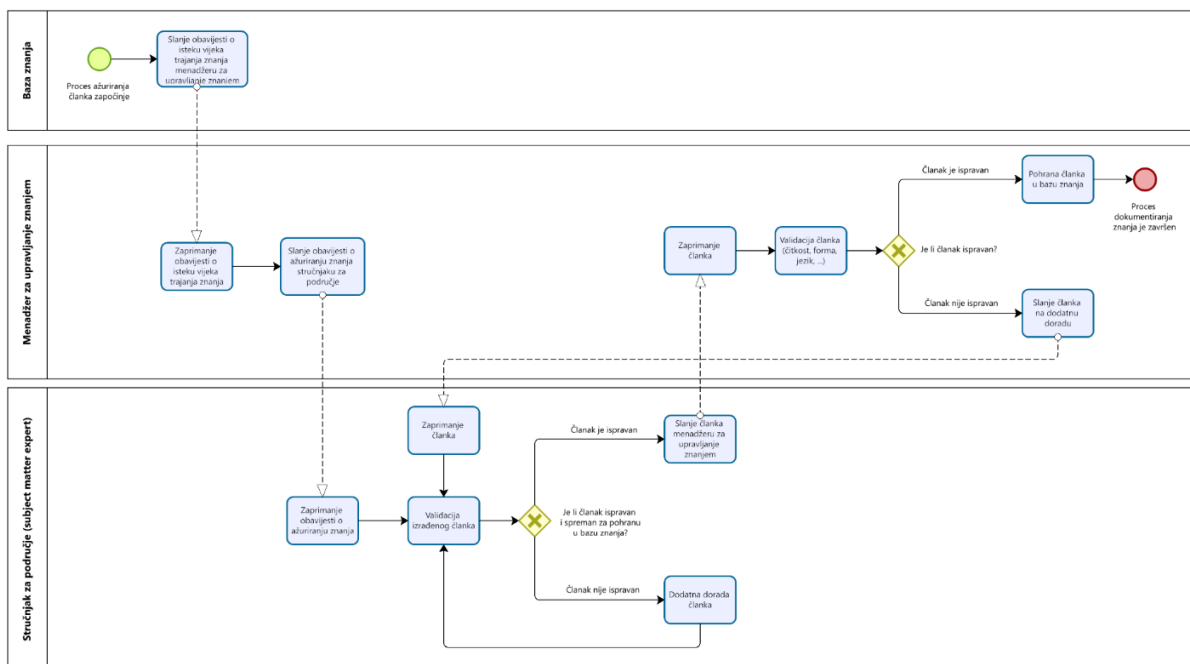 Baza znanja
Proces ažuriranja
članka započinje
Slanje obavijesti o
isteku vijeka
trajanja znanja
menadžeru za
upravljanje znanjem
Menadžer za upravljanje znanjem
Zaprimanje
obavijesti o
isteku vijeka
trajanja znanja
Slanje obavijesti o
ažuriranju znanja
stručnjaku za
područje
Zaprimanje
članka
Validacija članka
(čitkost, forma,
jezik, ...)
Je li članak ispravan?
Članak je ispravan
Pohrana članka
u bazu znanja
Proces
dokumentiranja
znanja je završen
Članak nije ispravan
Slanje članka
na dodatnu
doradu
Stručnjak za područje (subject matter expert)
Zaprimanje
obavijesti o
ažuriranju znanja
Zaprimanje
članka
Validacija
izrađenog članka
Je li članak ispravan
i spreman za pohranu
u bazu znanja?
Članak je ispravan
Slanje članka
menadžeru za
upravljanje
znanjem
Članak nije ispravan
Dodatna dorada
članka